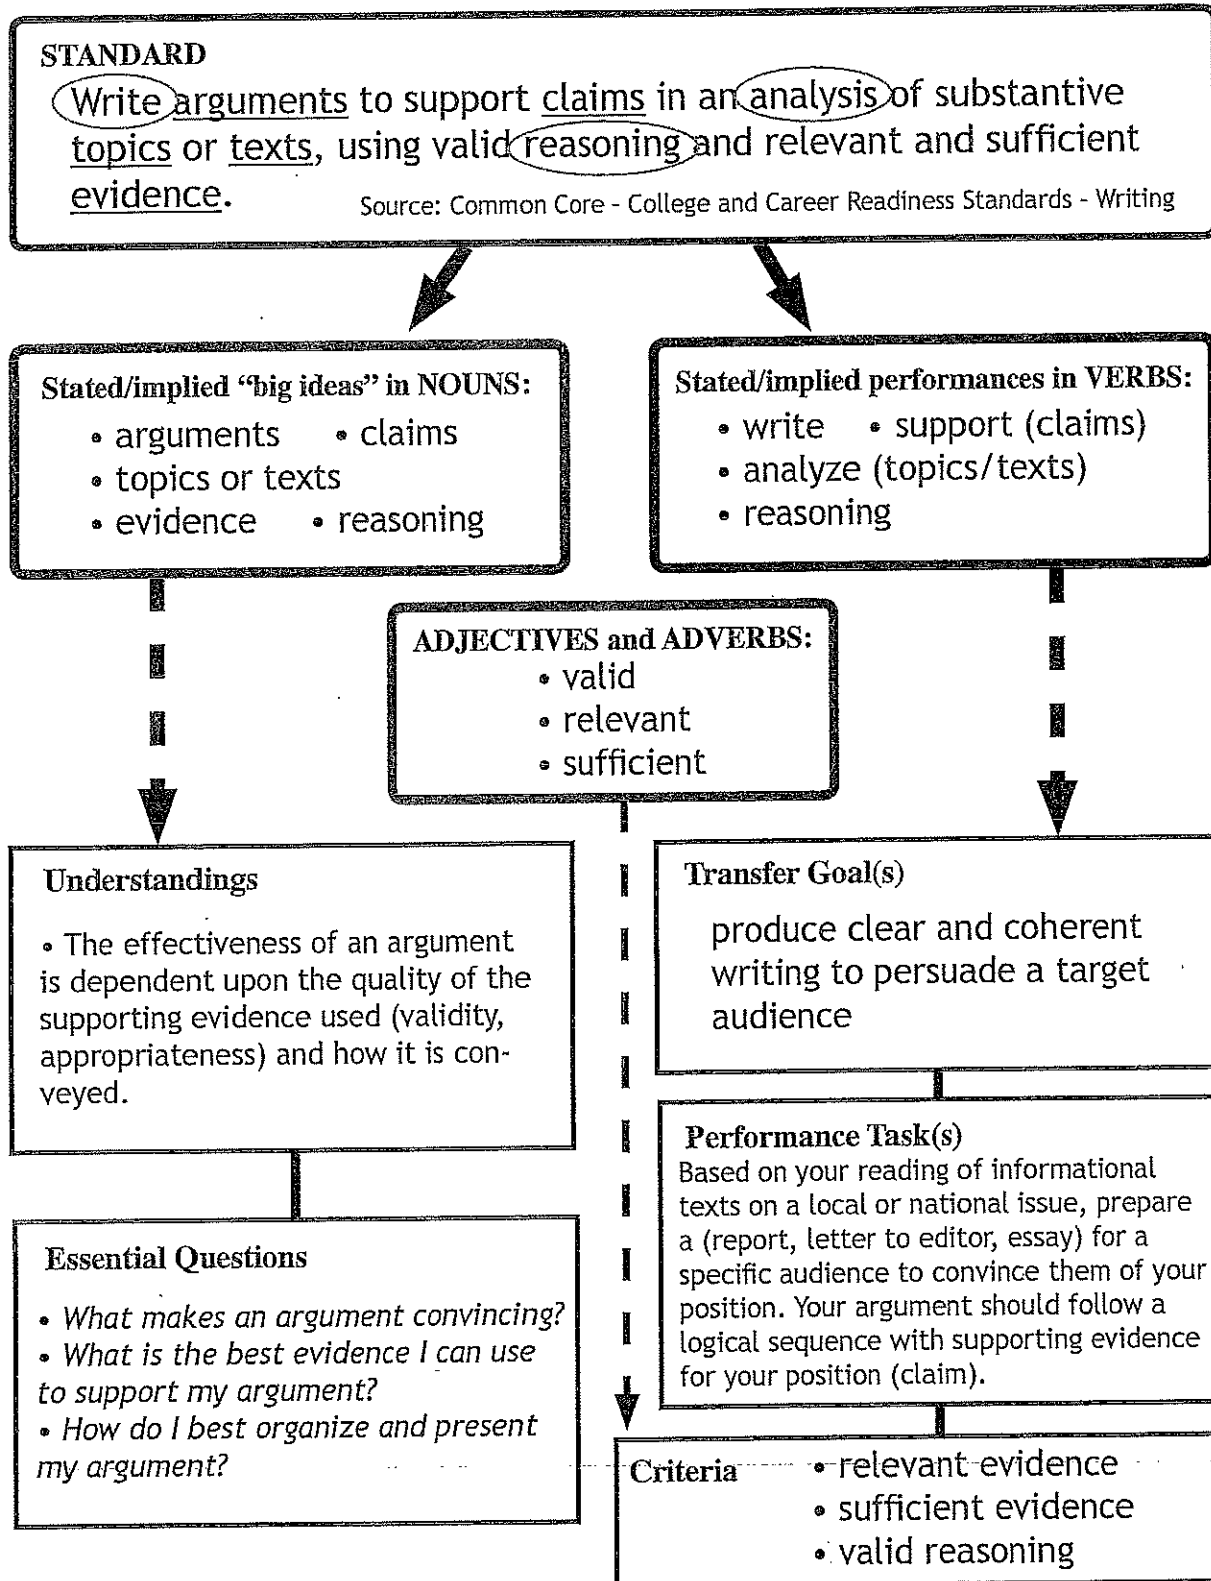 STANDARD
Write arguments to support claims in an analysis of substantive
topics or texts, using valid reasoning and relevant and sufficient
evidence.
Source: Common Core - College and Career Readiness Standards - Writing
Stated/implied "big ideas" in NOUNS:
• arguments • claims
• topics or texts
• evidence • reasoning
Stated/implied performances in VERBS:
• write • support (claims)
• analyze (topics/texts)
• reasoning
ADJECTIVES and ADVERBS:
• valid
• relevant
• sufficient
Understandings
• The effectiveness of an argument
is dependent upon the quality of the
supporting evidence used (validity,
appropriateness) and how it is con-
veyed.
Essential Questions
• What makes an argument convincing?
• What is the best evidence I can use
to support my argument?
• How do I best organize and present
my argument?
Transfer Goal(s)
produce clear and coherent
writing to persuade a target
audience
Performance Task(s)
Based on your reading of informational
texts on a local or national issue, prepare
a (report, letter to editor, essay) for a
specific audience to convince them of your
position. Your argument should follow a
logical sequence with supporting evidence
for your position (claim).
Criteria • relevant evidence
• sufficient evidence
• valid reasoning